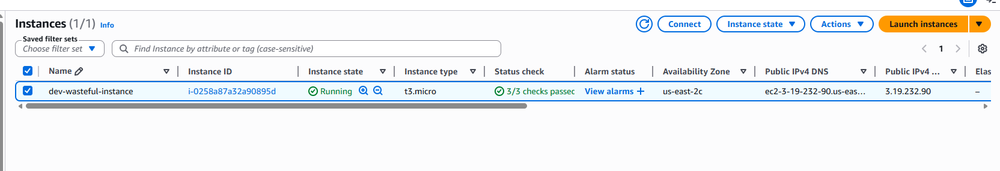 Instances (1/1) Info
Connect Instance state Actions Launch instances
Saved filter sets
Choose filter set Find Instance by attribute or tag (case-sensitive) 1
Name Instance ID Instance state Instance type Status check Alarm status Availability Zone Public IPv4 DNS Public IPv4 ... Elas
dev-wasteful-instance i-0258a87a32a90895d Running t3.micro 3/3 checks passec View alarms + us-east-2c ec2-3-19-232-90.us-eas... 3.19.232.90 –